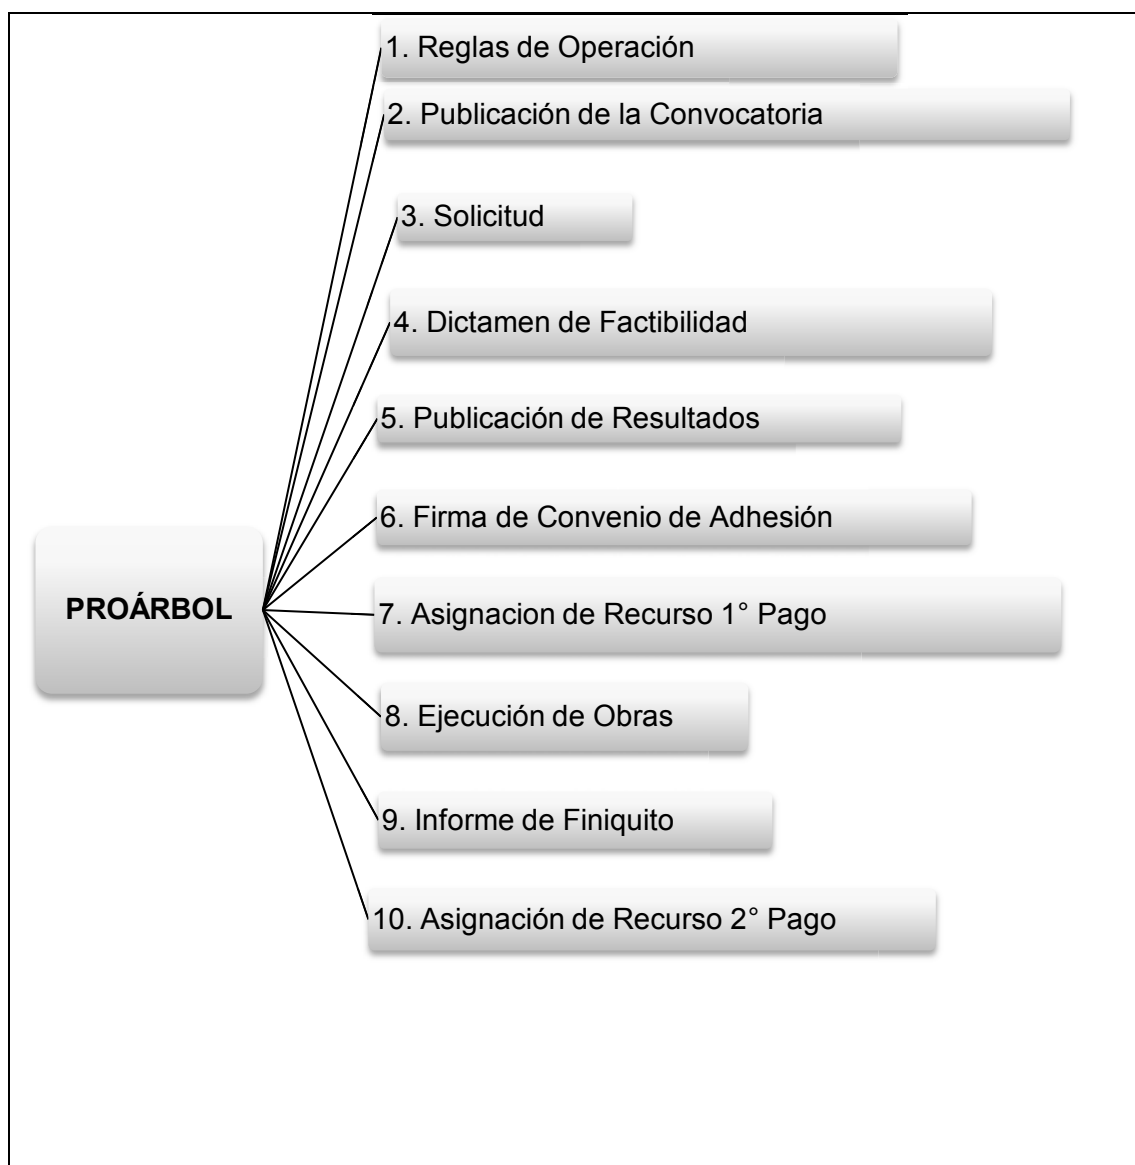 1. Reglas de Operación
2. Publicación de la Convocatoria
3. Solicitud
4. Dictamen de Factibilidad
5. Publicación de Resultados
6. Firma de Convenio de Adhesión
PROÁRBOL
7. Asignacion de Recurso 1° Pago
8. Ejecución de Obras
9. Informe de Finiquito
10. Asignación de Recurso 2° Pago